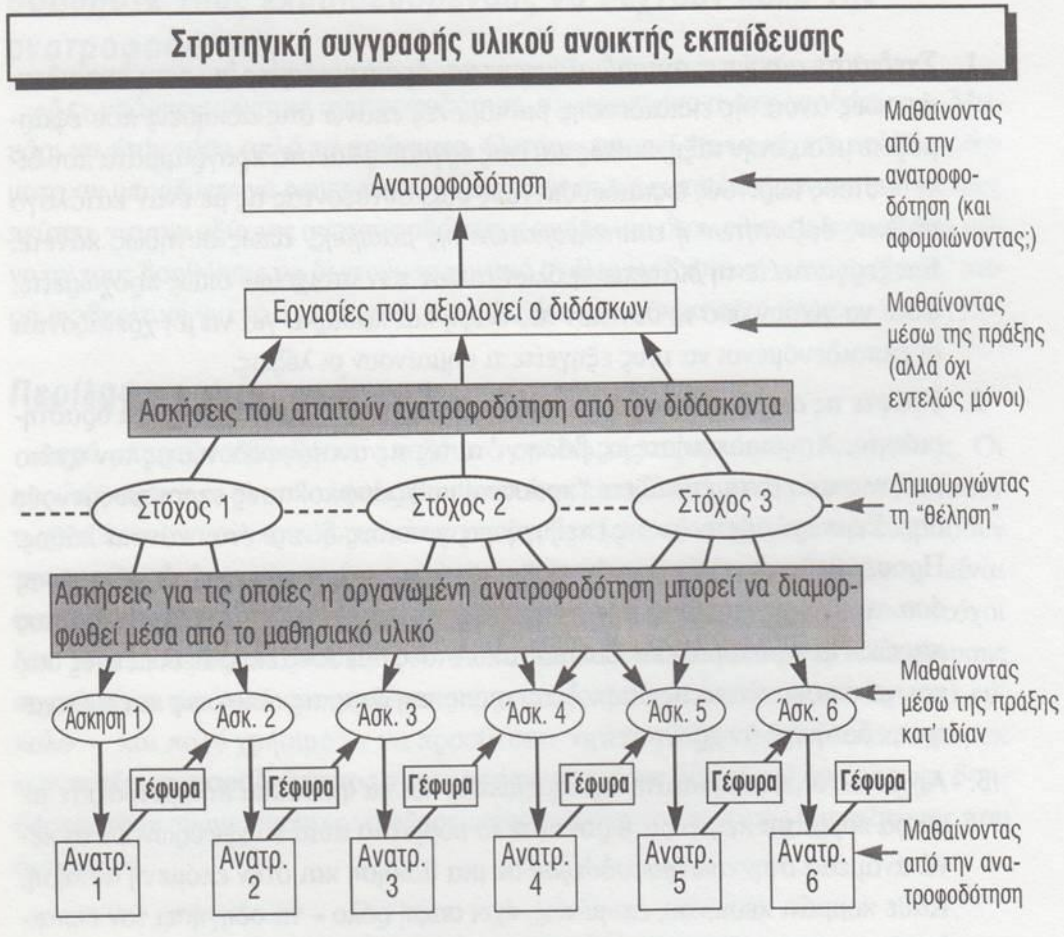 Στρατηγική συγγραφής υλικού ανοικτής εκπαίδευσης
Ανατροφοδότηση
Μαθαίνοντας
από την
ανατροφο-
δότηση (και
αφομοιώνοντας;)
Εργασίες που αξιολογεί ο διδάσκων
Μαθαίνοντας
μέσω της πράξης
(αλλά όχι
εντελώς μόνοι)
Ασκήσεις που απαιτούν ανατροφοδότηση από τον διδάσκοντα
Στόχος 1
Στόχος 2
Στόχος 3
Δημιουργώντας
τη "θέληση"
Ασκήσεις για τις οποίες η οργανωμένη ανατροφοδότηση μπορεί να διαμορ-
φωθεί μέσα από το μαθησιακό υλικό
Άσκηση 1
Άσκ. 2
Άσκ. 3
Άσκ. 4
Άσκ. 5
Άσκ. 6
Μαθαίνοντας
μέσω της πράξης
κατ' ιδίαν
Γέφυρα
Γέφυρα
Γέφυρα
Γέφυρα
Γέφυρα
Γέφυρα
Ανατρ.
1
Ανατρ.
2
Ανατρ.
3
Ανατρ.
4
Ανατρ.
5
Ανατρ.
6
Μαθαίνοντας
από την ανα-
τροφοδότηση